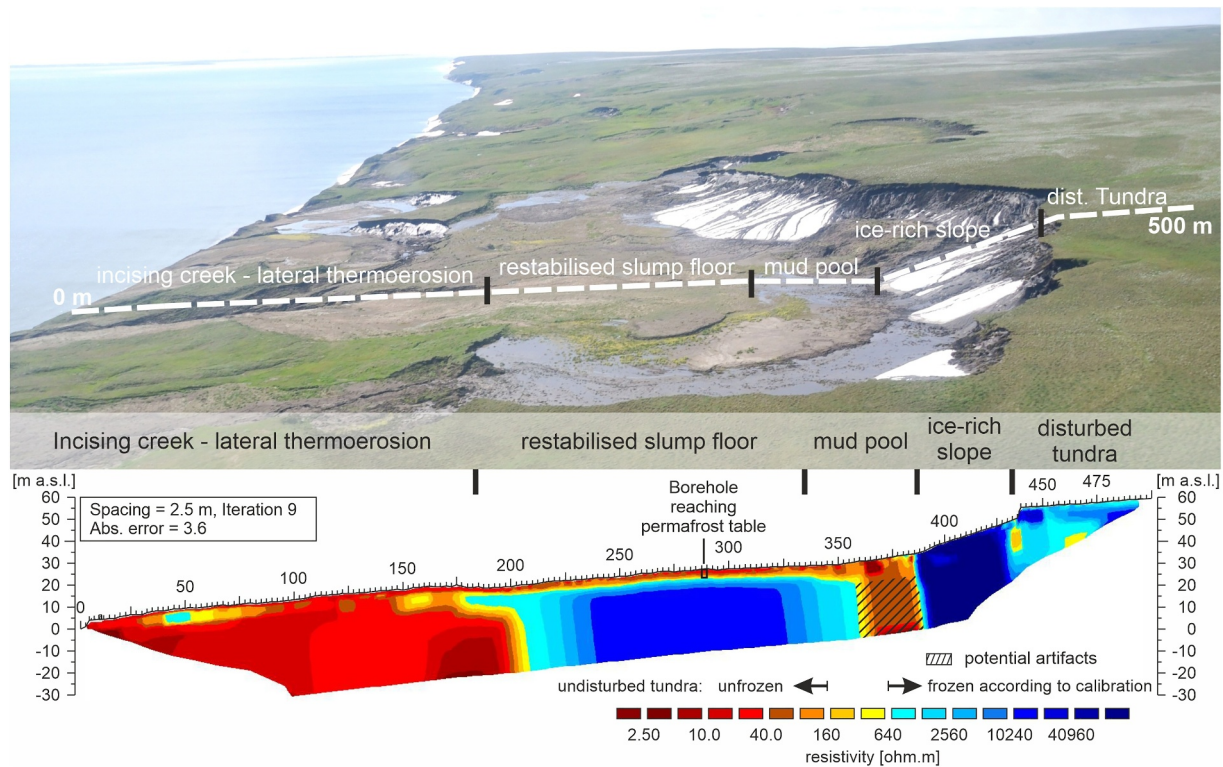 dist. Tundra
500 m
ice-rich slope
incising creek - lateral thermoerosion
restabilised slump floor
mud pool
0 m
Incising creek - lateral thermoerosion
restabilised slump floor
mud pool
ice-rich
slope
disturbed
tundra
[m a.s.l.]
[m a.s.l.]
Spacing = 2.5 m, Iteration 9
Abs. error = 3.6
Borehole
reaching
permafrost table
60
50
40
30
20
10
0
-10
-20
-30
0
50
100
150
200
250
300
350
400
450
475
60
50
40
30
20
10
0
-10
-20
-30
potential artifacts
undisturbed tundra: unfrozen
frozen according to calibration
2.50 10.0 40.0 160 640 2560 10240 40960
resistivity [ohm.m]